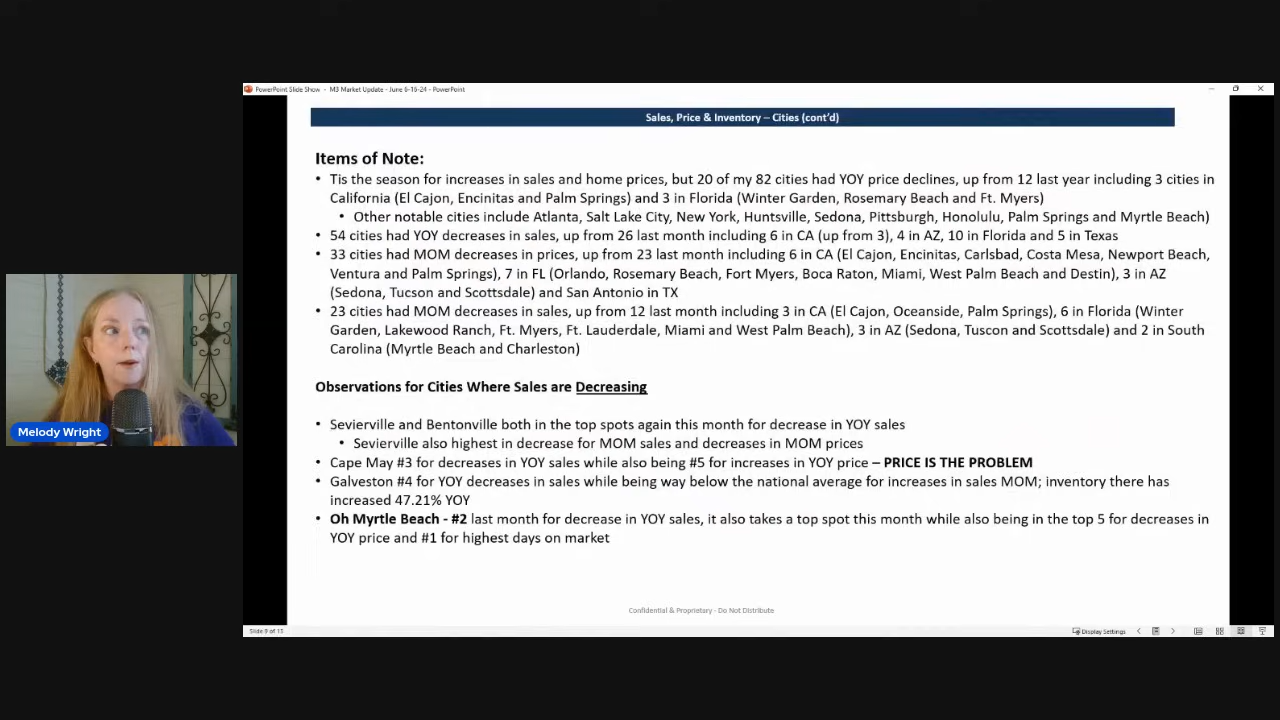 PowerPoint Slide Show - M3 Market Update - June 6-16-24 - PowerPoint
Sales, Price & Inventory – Cities (cont'd)
Items of Note:
• Tis the season for increases in sales and home prices, but 20 of my 82 cities had YOY price declines, up from 12 last year including 3 cities in
California (El Cajon, Encinitas and Palm Springs) and 3 in Florida (Winter Garden, Rosemary Beach and Ft. Myers)
• Other notable cities include Atlanta, Salt Lake City, New York, Huntsville, Sedona, Pittsburgh, Honolulu, Palm Springs and Myrtle Beach)
• 54 cities had YOY decreases in sales, up from 26 last month including 6 in CA (up from 3), 4 in AZ, 10 in Florida and 5 in Texas
• 33 cities had MOM decreases in prices, up from 23 last month including 6 in CA (El Cajon, Encinitas, Carlsbad, Costa Mesa, Newport Beach,
Ventura and Palm Springs), 7 in FL (Orlando, Rosemary Beach, Fort Myers, Boca Raton, Miami, West Palm Beach and Destin), 3 in AZ
(Sedona, Tucson and Scottsdale) and San Antonio in TX
• 23 cities had MOM decreases in sales, up from 12 last month including 3 in CA (El Cajon, Oceanside, Palm Springs), 6 in Florida (Winter
Garden, Lakewood Ranch, Ft. Myers, Ft. Lauderdale, Miami and West Palm Beach), 3 in AZ (Sedona, Tuscon and Scottsdale) and 2 in South
Carolina (Myrtle Beach and Charleston)
Observations for Cities Where Sales are Decreasing
• Sevierville and Bentonville both in the top spots again this month for decrease in YOY sales
• Sevierville also highest in decrease for MOM sales and decreases in MOM prices
• Cape May #3 for decreases in YOY sales while also being #5 for increases in YOY price – PRICE IS THE PROBLEM
• Galveston #4 for YOY decreases in sales while being way below the national average for increases in sales MOM; inventory there has
increased 47.21% YOY
• Oh Myrtle Beach - #2 last month for decrease in YOY sales, it also takes a top spot this month while also being in the top 5 for decreases in
YOY price and #1 for highest days on market
Melody Wright
Confidential & Proprietary - Do Not Distribute
Slide 9 of 15
Display Settings